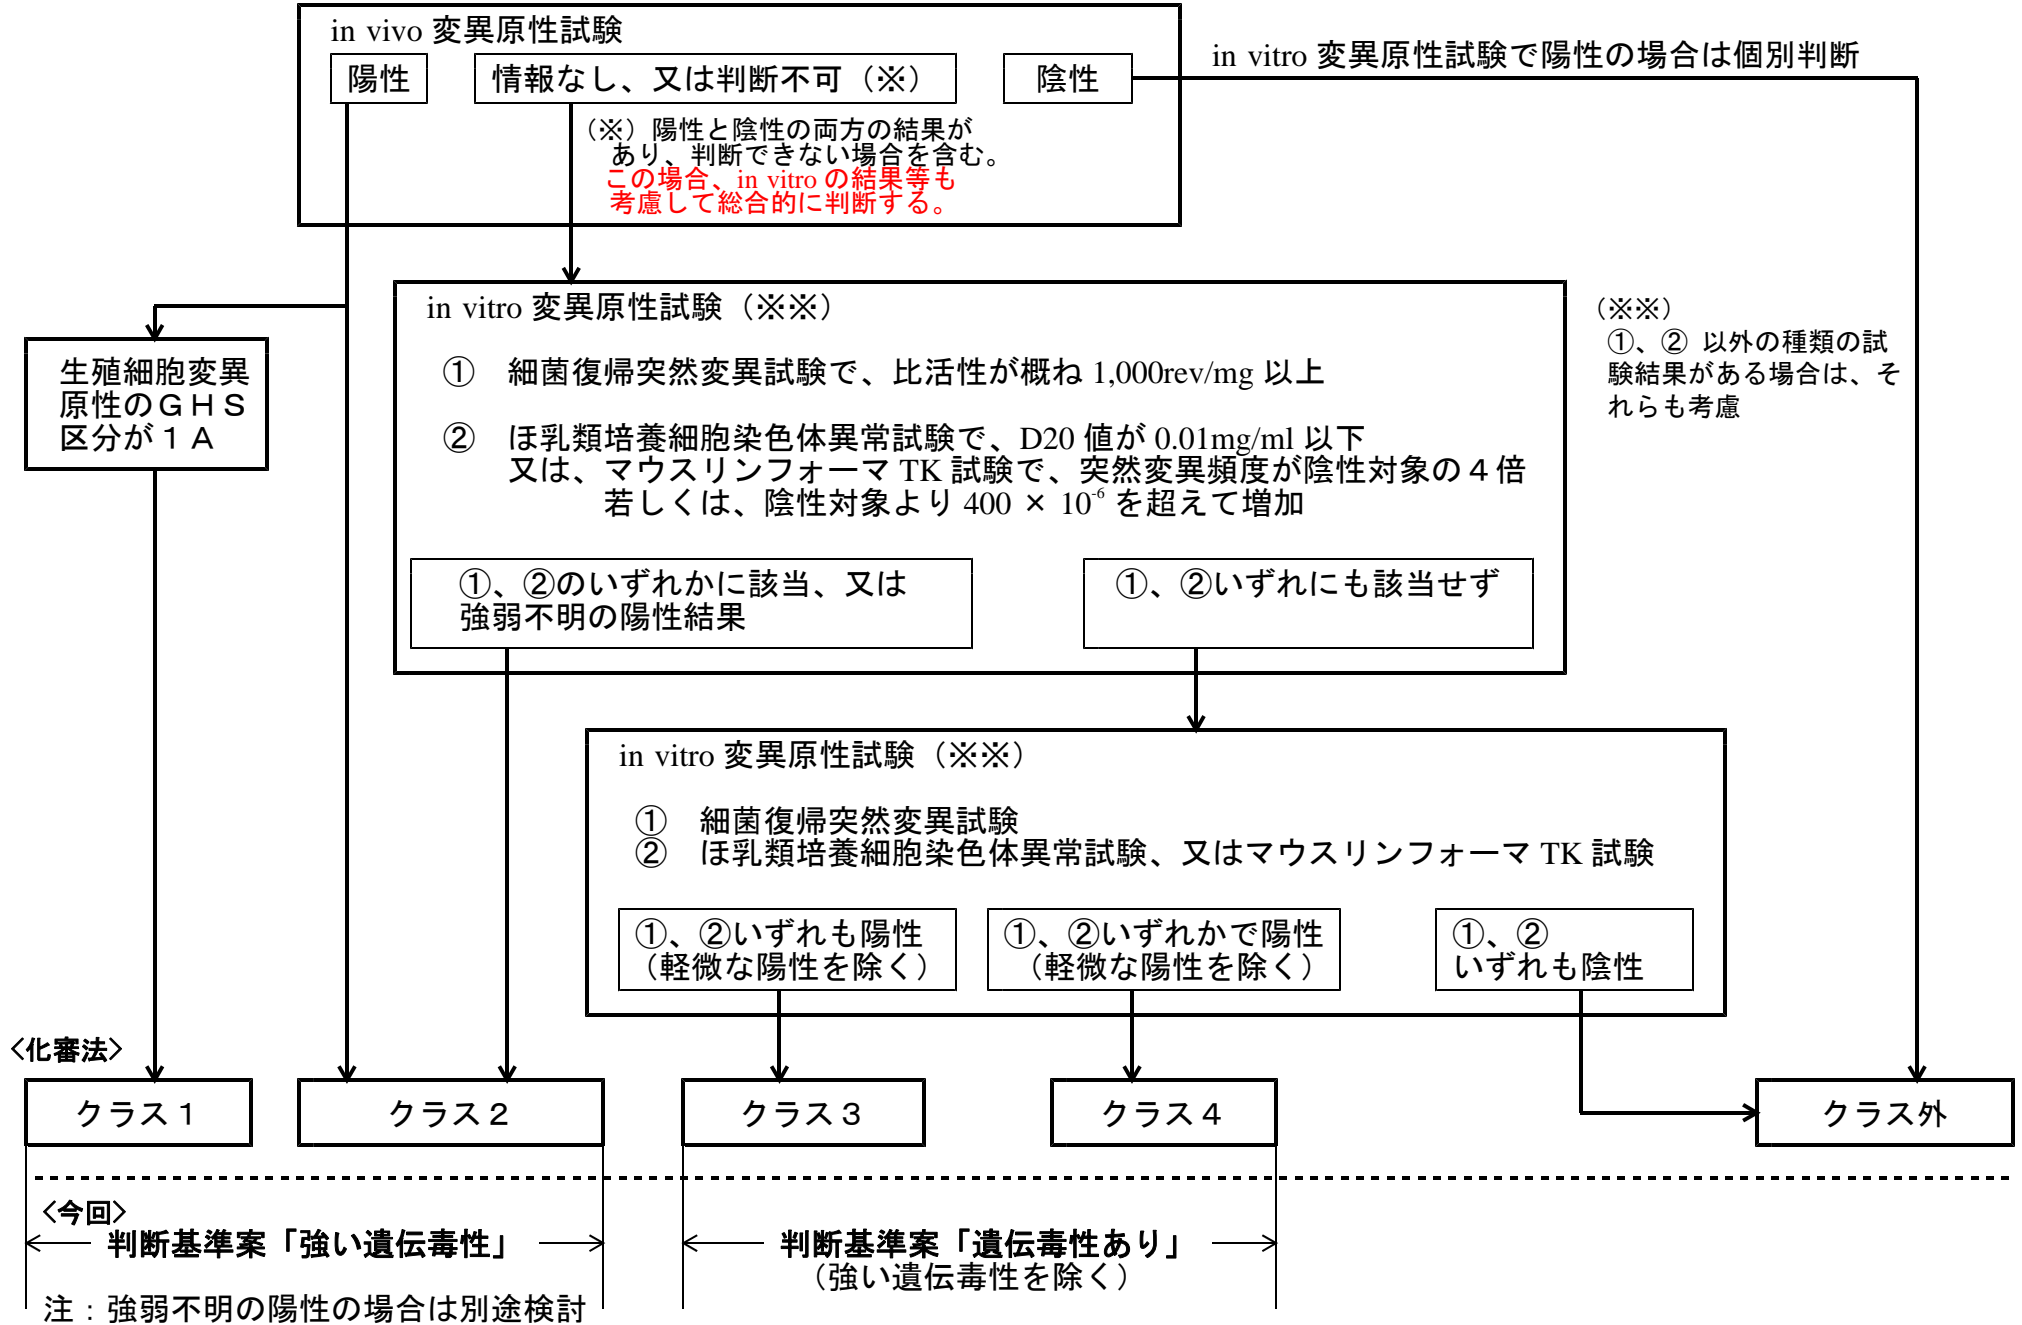 in vivo 変異原性試験
陽性
情報なし、又は判断不可（※）
陰性
in vitro 変異原性試験で陽性の場合は個別判断
（※）陽性と陰性の両方の結果が
あり、判断できない場合を含む。
この場合、in vitro の結果等も
考慮して総合的に判断する。
生殖細胞変異
原性のＧＨＳ
区分が１Ａ
in vitro 変異原性試験（※※）
①　細菌復帰突然変異試験で、比活性が概ね 1,000rev/mg 以上
②　ほ乳類培養細胞染色体異常試験で、D20 値が 0.01mg/ml 以下
又は、マウスリンフォーマ TK 試験で、突然変異頻度が陰性対象の４倍
若しくは、陰性対象より 400 × 10⁻⁶ を超えて増加
①、②のいずれかに該当、又は
強弱不明の陽性結果
①、②いずれにも該当せず
（※※）
①、② 以外の種類の試
験結果がある場合は、そ
れらも考慮
in vitro 変異原性試験（※※）
①　細菌復帰突然変異試験
②　ほ乳類培養細胞染色体異常試験、又はマウスリンフォーマ TK 試験
①、②いずれも陽性
（軽微な陽性を除く）
①、②いずれかで陽性
（軽微な陽性を除く）
①、②
いずれも陰性
〈化審法〉
クラス１
クラス２
クラス３
クラス４
クラス外
〈今回〉
判断基準案「強い遺伝毒性」
判断基準案「遺伝毒性あり」
（強い遺伝毒性を除く）
注：強弱不明の陽性の場合は別途検討